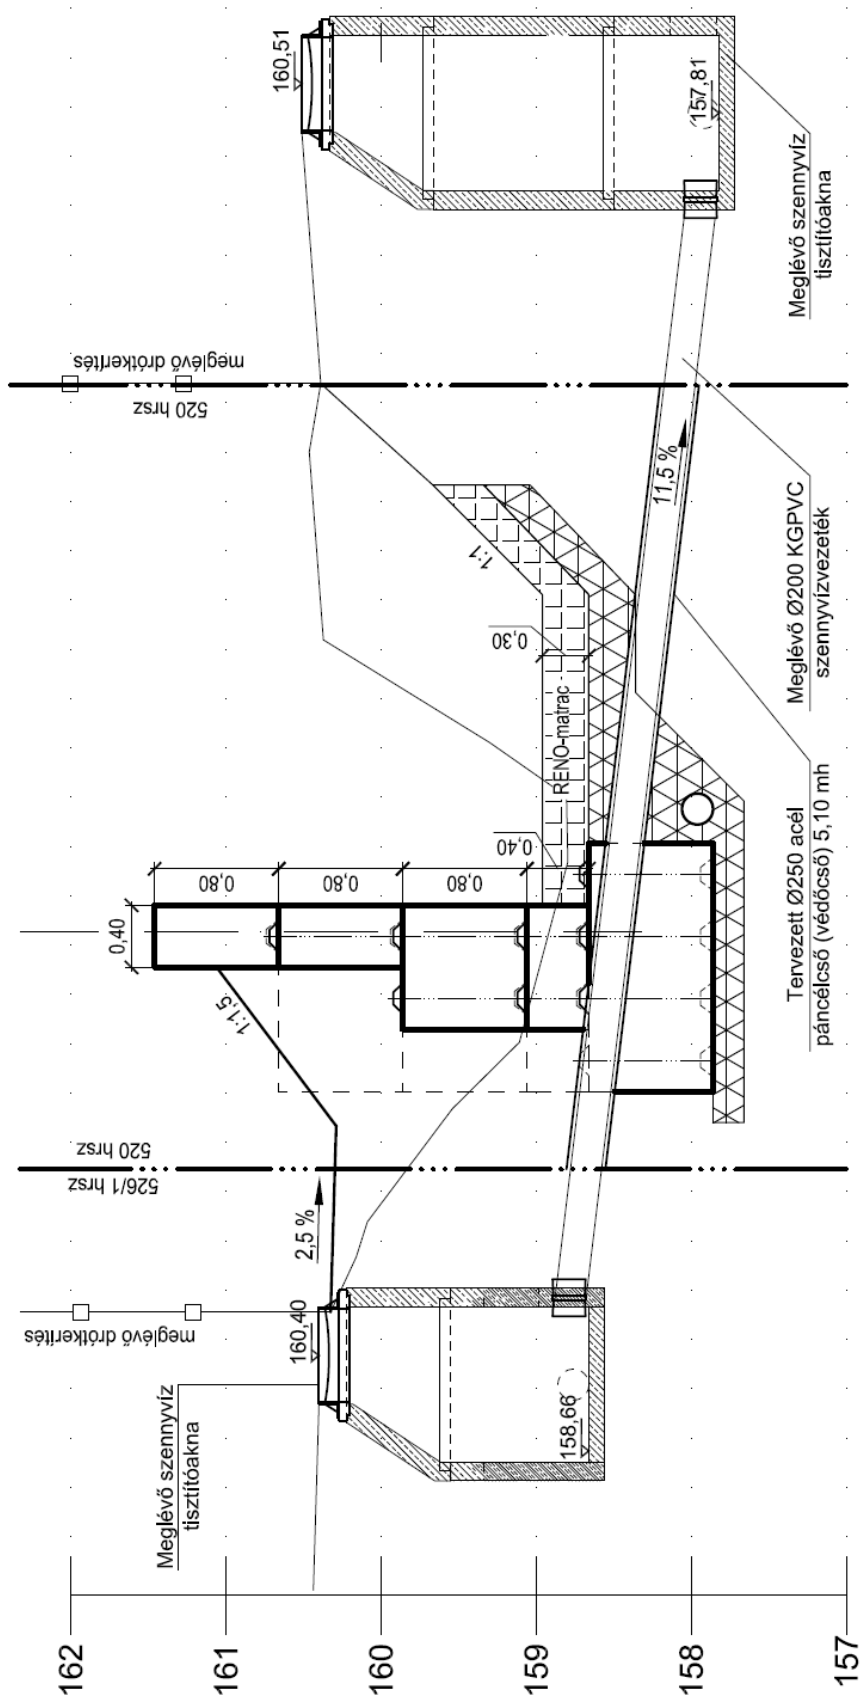 162
161
160
159
158
157
Meglévő szennyvíz
tisztítóakna
meglévő drótkerítés
160,40
158,66
2,5 %
526/1 hrsz
520 hrsz
1:1,5
0,40
0,80
0,80
0,80
0,40
RENO-matrac
0,30
1:1
Tervezett Ø250 acél
páncélcső (védőcső) 5,10 mh
Meglévő Ø200 KGPVC
szennyvízvezeték
11,5 %
520 hrsz
meglévő drótkerítés
160,51
157,81
Meglévő szennyvíz
tisztítóakna